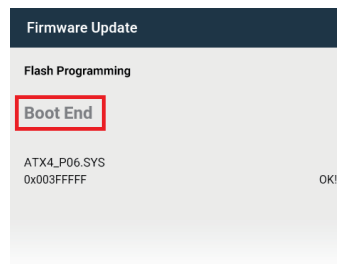 Firmware Update
Flash Programming
Boot End
ATX4_P06.SYS
0x003FFFFF OK!